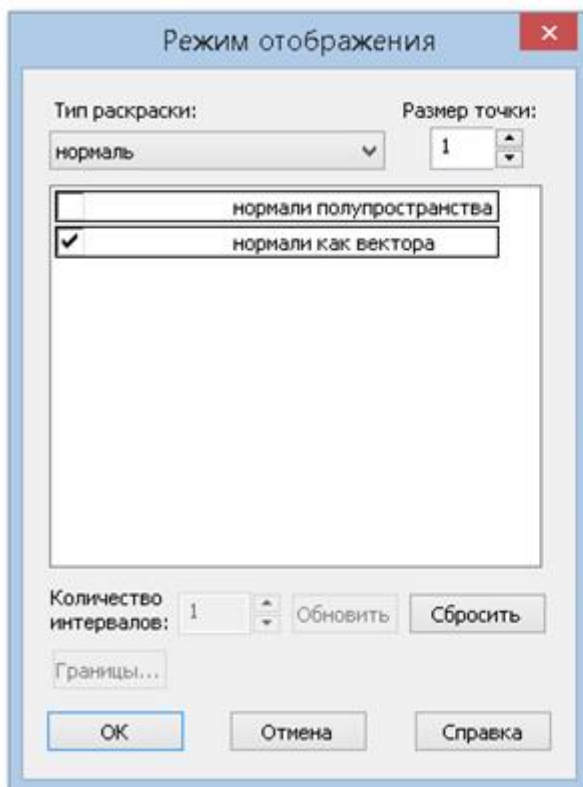 Режим отображения
Тип раскраски: Размер точки:
нормаль 1
нормали полупространства
нормали как вектора
Количество
интервалов: 1 Обновить Сбросить
Границы...
ОК Отмена Справка